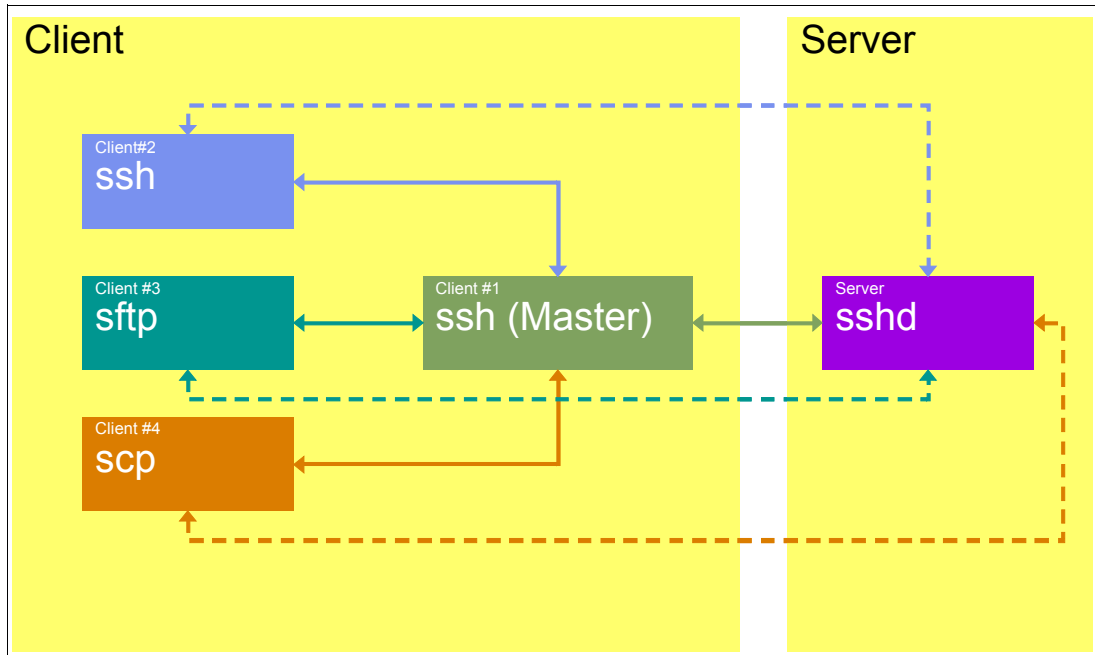 Client
Server
Client#2
ssh
Client #3
sftp
Client #1
ssh (Master)
Server
sshd
Client #4
scp